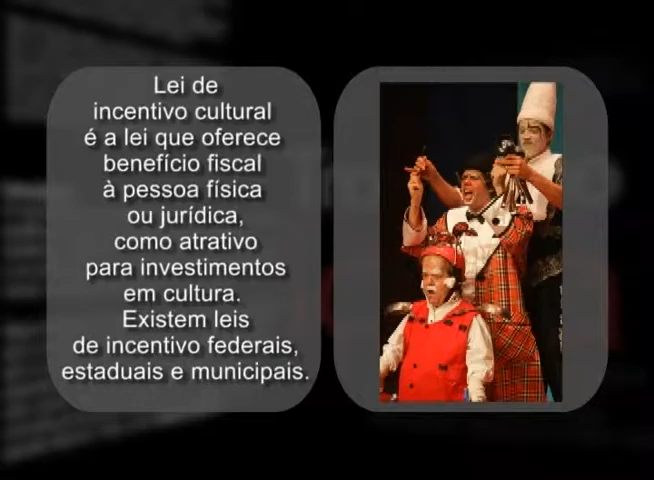 Lei de
incentivo cultural
é a lei que oferece
benefício fiscal
à pessoa física
ou jurídica,
como atrativo
para investimentos
em cultura.
Existem leis
de incentivo federais,
estaduais e municipais.